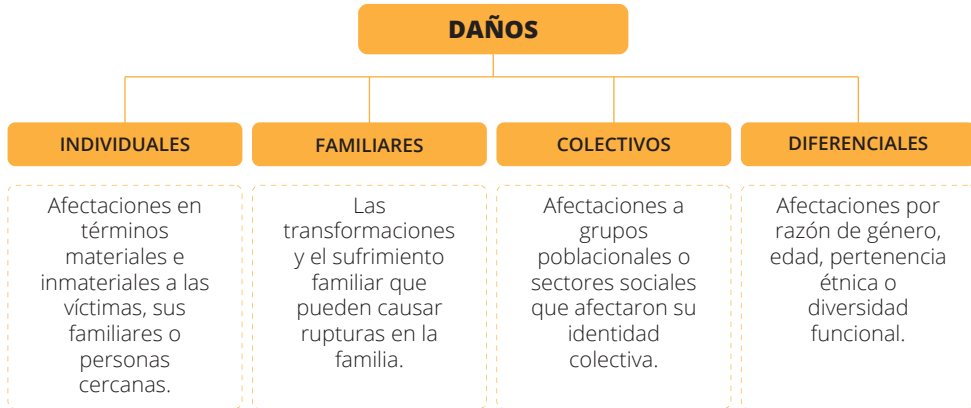 DAÑOS
INDIVIDUALES
Afectaciones en
términos
materiales e
inmateriales a las
víctimas, sus
familiares o
personas
cercanas.
FAMILIARES
Las
transformaciones
y el sufrimiento
familiar que
pueden causar
rupturas en la
familia.
COLECTIVOS
Afectaciones a
grupos
poblacionales o
sectores sociales
que afectaron su
identidad
colectiva.
DIFERENCIALES
Afectaciones por
razón de género,
edad, pertenencia
étnica o
diversidad
funcional.